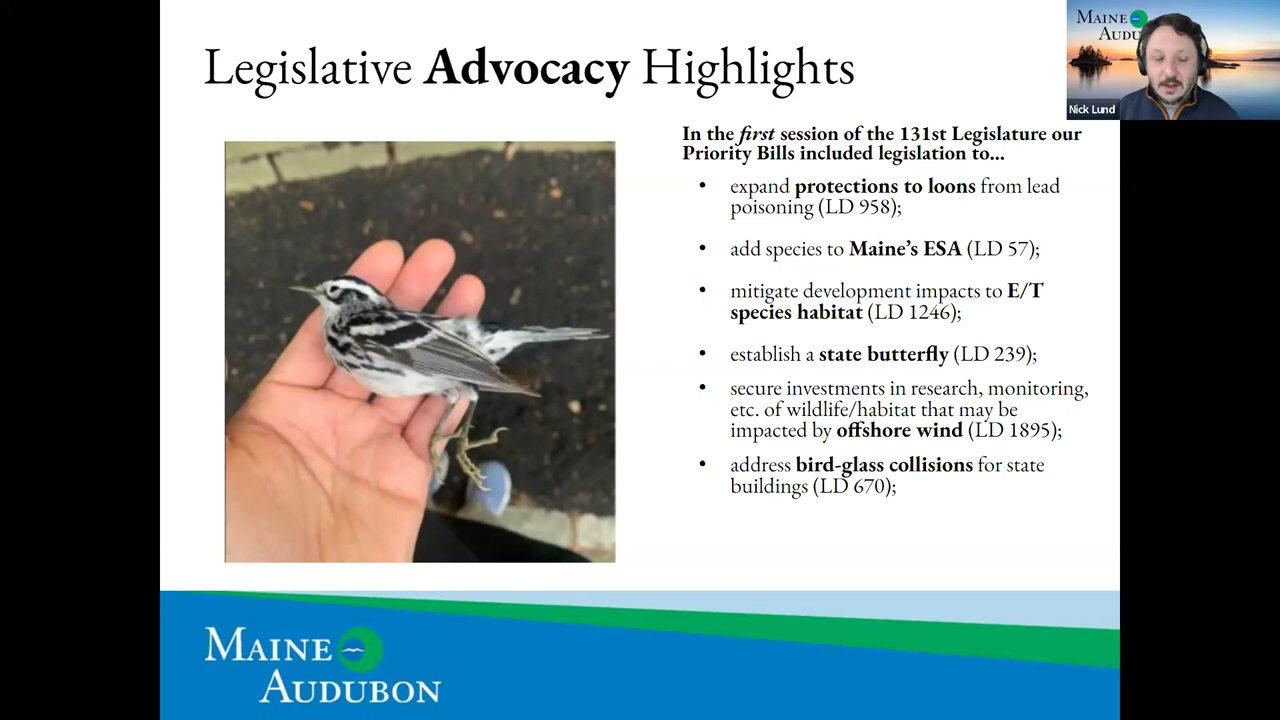 Legislative Advocacy Highlights
MAINE
AUDU
Nick Lund
In the first session of the 131st Legislature our
Priority Bills included legislation to...
• expand protections to loons from lead
poisoning (LD 958);
• add species to Maine's ESA (LD 57);
• mitigate development impacts to E/T
species habitat (LD 1246);
• establish a state butterfly (LD 239);
• secure investments in research, monitoring,
etc. of wildlife/habitat that may be
impacted by offshore wind (LD 1895);
• address bird-glass collisions for state
buildings (LD 670);
MAINE
AUDUBON